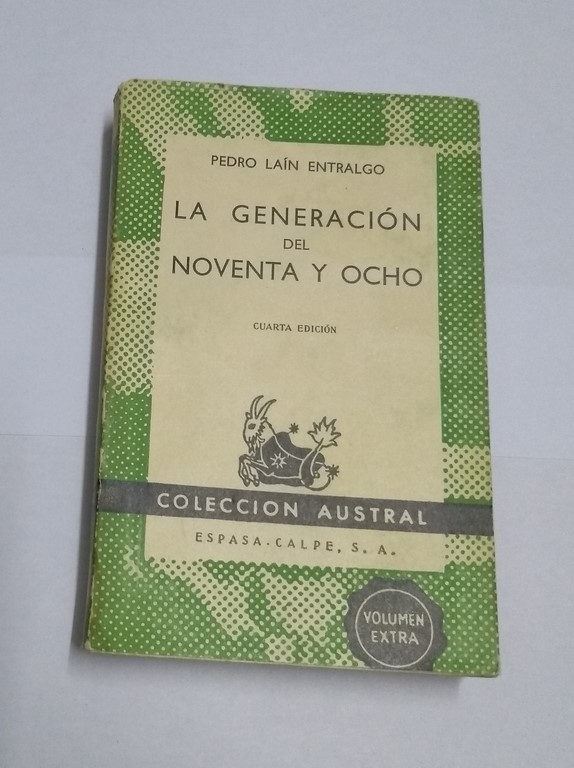 PEDRO LAÍN ENTRALGO
LA GENERACIÓN
DEL
NOVENTA Y OCHO
CUARTA EDICIÓN
COLECCION AUSTRAL
ESPASA-CALPE, S. A.
VOLUMEN
EXTRA